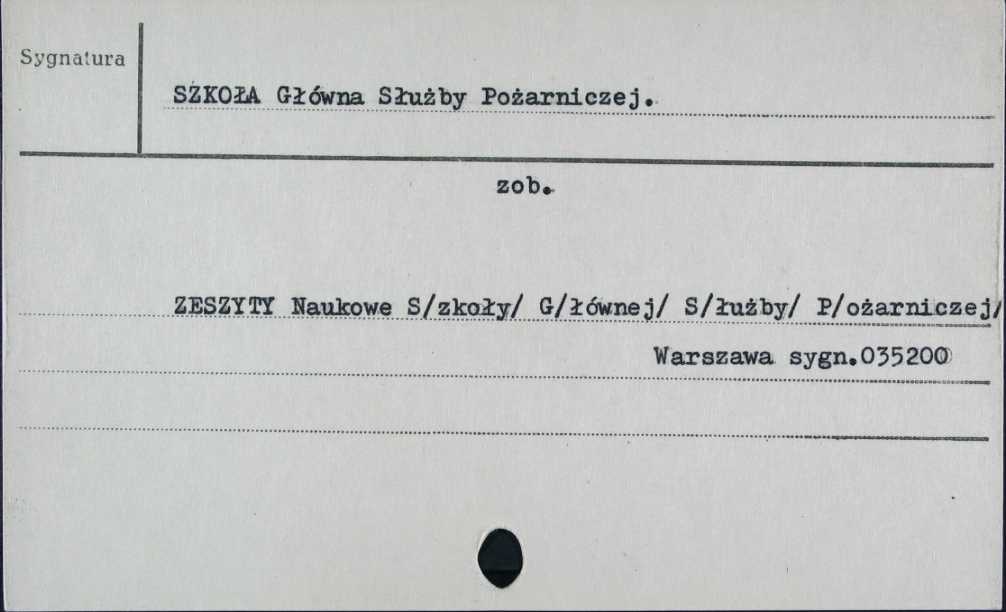 Sygnatura
SZKOŁA Główna Służby Pożarniczej.
zob.
ZESZYTY Naukowe S/zkoły/ G/łównej/ S/łużby/ P/ożarniczej/
Warszawa sygn.035200